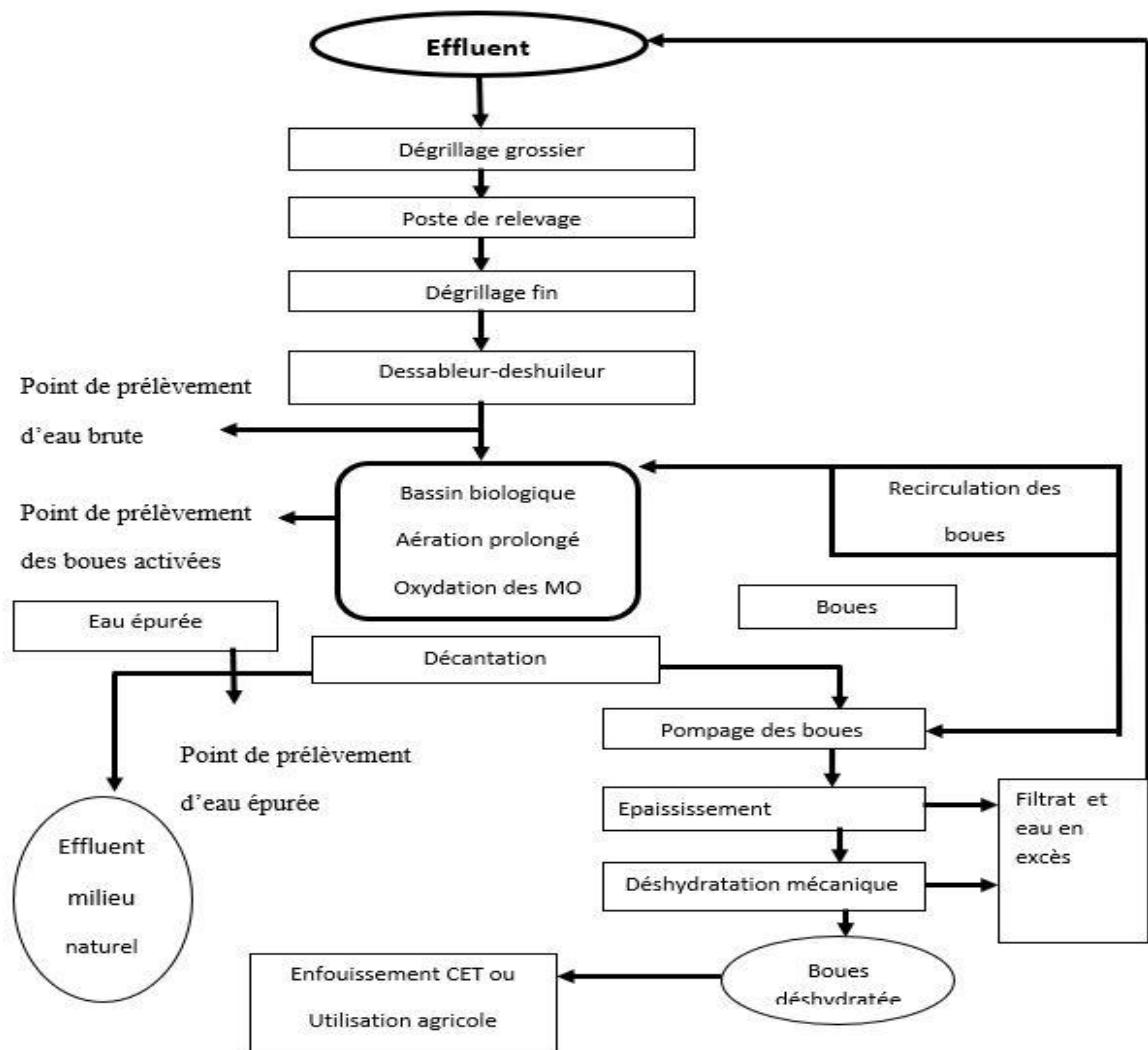 Effluent
Dégrillage grossier
Poste de relevage
Dégrillage fin
Dessableur-deshuileur
Point de prélèvement
d'eau brute
Bassin biologique
Aération prolongé
Oxydation des MO
Recirculation des
boues
Point de prélèvement
des boues activées
Boues
Eau épurée
Décantation
Pompage des boues
Point de prélèvement
d'eau épurée
Epaississement
Filtrat et
eau en
excès
Effluent
milieu
naturel
Déshydratation mécanique
Boues
déshydratée
Enfouissement CET ou
Utilisation agricole